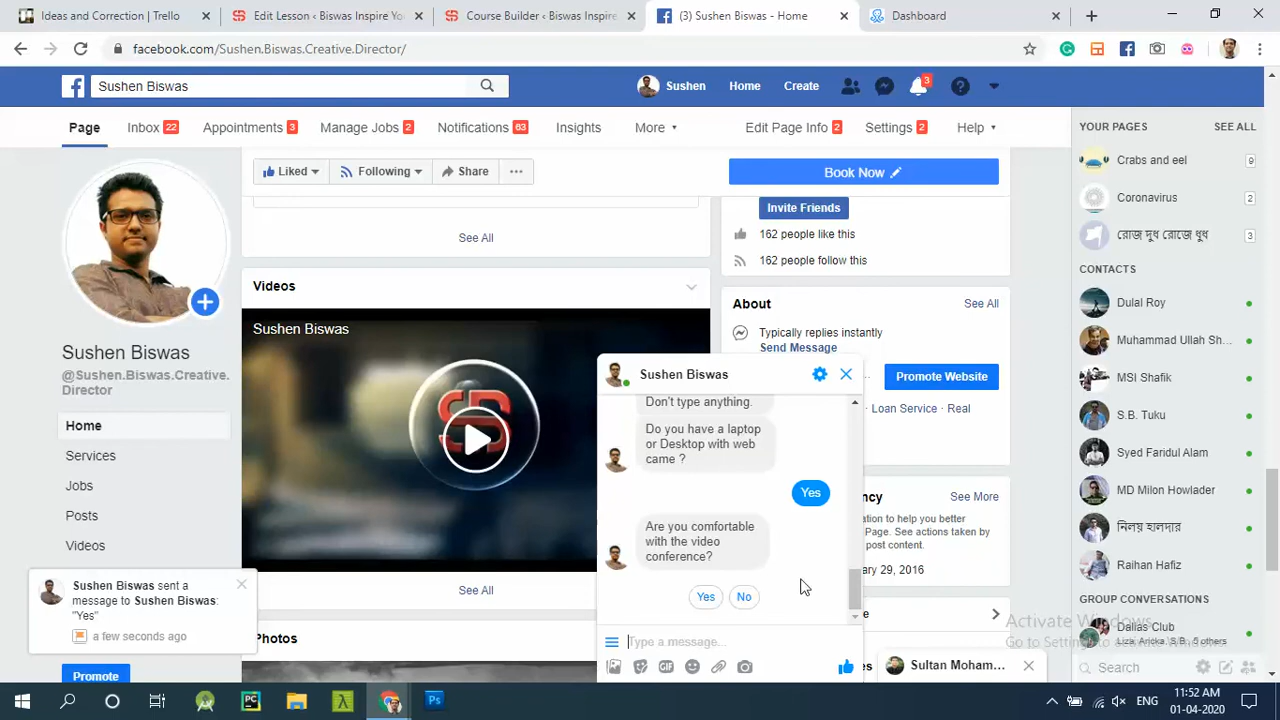 Ideas and Correction | Trello
Edit Lesson ‹ Biswas Inspire Yo
Course Builder ‹ Biswas Inspire
(3) Sushen Biswas - Home
Dashboard
facebook.com/Sushen.Biswas.Creative.Director/
Sushen Biswas
Sushen
Home
Create
3
Page
Inbox 22
Appointments 3
Manage Jobs 2
Notifications 63
Insights
More
Edit Page Info 2
Settings 2
Help
Liked
Following
Share
Book Now
See All
Invite Friends
162 people like this
162 people follow this
Videos
Sushen Biswas
See All
Photos
Sushen Biswas
@Sushen.Biswas.Creative.
Director
Home
Services
Jobs
Posts
Videos
Promote
Sushen Biswas sent a
message to Sushen Biswas:
"Yes"
a few seconds ago
About
See All
Typically replies instantly
Send Message
Promote Website
Loan Service · Real
See More
tion to help you better
Page. See actions taken by
post content.
ary 29, 2016
Sushen Biswas
Don't type anything.
Do you have a laptop
or Desktop with web
came ?
Yes
Are you comfortable
with the video
conference?
Yes
No
Type a message...
GIF
YOUR PAGES
SEE ALL
Crabs and eel
9
Coronavirus
2
রোজ দুধ রোজে ধুধ
3
CONTACTS
Dulal Roy
Muhammad Ullah Sh...
MSI Shafik
S.B. Tuku
Syed Faridul Alam
MD Milon Howlader
নিলয় হালদার
Raihan Hafiz
GROUP CONVERSATIONS
Dallas Club
Activate Windows
Sultan Moham...
Search
ENG
11:52 AM
01-04-2020